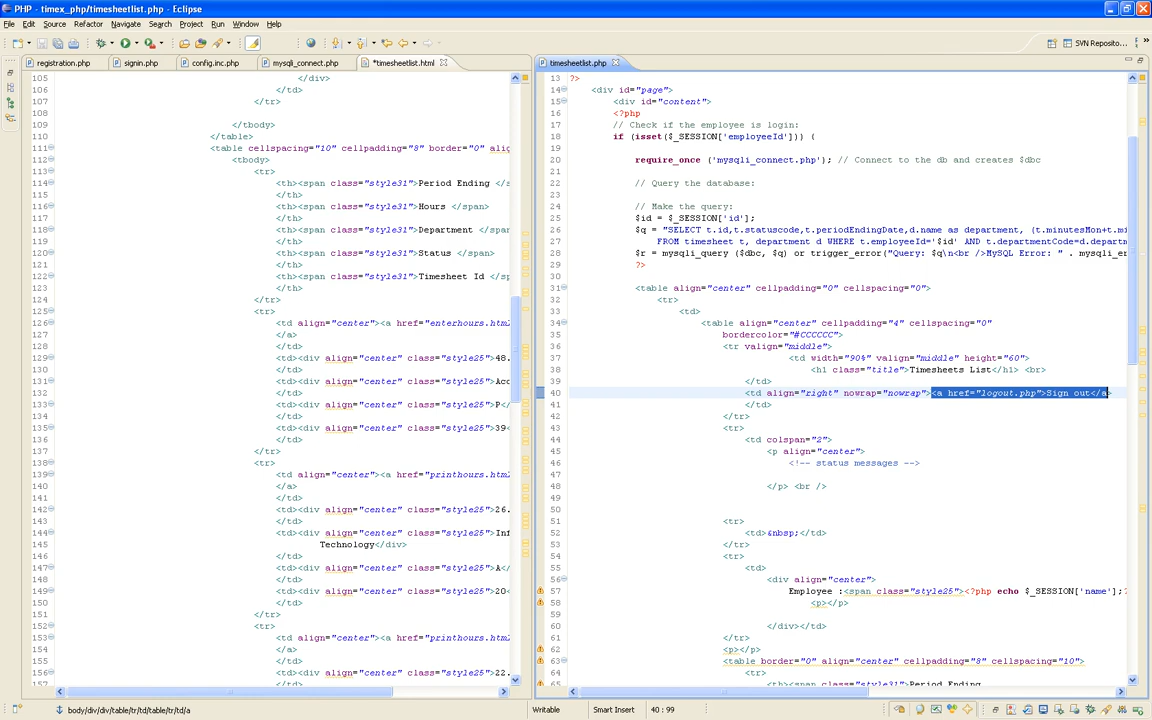 PHP - timex_php/timesheetlist.php - Eclipse
File Edit Source Refactor Navigate Search Project Run Window Help
SVN Reposito...
registration.php signin.php config.inc.php mysqli_connect.php *timesheetlist.html
105 </div>
106 </td>
107 </tr>
108
109 </tbody>
110 </table>
111 <table cellspacing="10" cellpadding="8" border="0" alig
112 <tbody>
113 <tr>
114 <th><span class="style31">Period Ending </s
115 </th>
116 <th><span class="style31">Hours </span>
117 </th>
118 <th><span class="style31">Department </span>
119 </th>
120 <th><span class="style31">Status </span>
121 </th>
122 <th><span class="style31">Timesheet Id </sp
123 </th>
124 </tr>
125 <tr>
126 <td align="center"><a href="enterhours.html
127 </a>
128 </td>
129 <td><div align="center" class="style25">48.
130 </td>
131 <td><div align="center" class="style25">Acc
132 </td>
133 <td><div align="center" class="style25">P</
134 </td>
135 <td><div align="center" class="style25">39<
136 </td>
137 </tr>
138 <tr>
139 <td align="center"><a href="printhours.html
140 </a>
141 </td>
142 <td><div align="center" class="style25">26.
143 </td>
144 <td><div align="center" class="style25">Inf
145 Technology</div>
146 </td>
147 <td><div align="center" class="style25">A</
148 </td>
149 <td><div align="center" class="style25">20<
150 </td>
151 </tr>
152 <tr>
153 <td align="center"><a href="printhours.html
154 </a>
155 </td>
156 <td><div align="center" class="style25">22.
157 </td>
timesheetlist.php
13 ?>
14 <div id="page">
15 <div id="content">
16 <?php
17 // Check if the employee is login:
18 if (isset($_SESSION['employeeId'])) {
19
20 require_once ('mysqli_connect.php'); // Connect to the db and creates $dbc
21
22 // Query the database:
23
24 // Make the query:
25 $id = $_SESSION['id'];
26 $q = "SELECT t.id,t.statuscode,t.periodEndingDate,d.name as department, (t.minutesMon+t.mi
27 FROM timesheet t, department d WHERE t.employeeId='$id' AND t.departmentCode=d.departm
28 $r = mysqli_query ($dbc, $q) or trigger_error("Query: $q\n<br />MySQL Error: " . mysqli_er
29 ?>
30
31 <table align="center" cellpadding="0" cellspacing="0">
32 <tr>
33 <td>
34 <table align="center" cellpadding="4" cellspacing="0"
35 bordercolor="#CCCCCC">
36 <tr valign="middle">
37 <td width="90%" valign="middle" height="60">
38 <h1 class="title">Timesheets List</h1> <br>
39 </td>
40 <td align="right" nowrap="nowrap"><a href="logout.php">Sign out</a>
41 </td>
42 </tr>
43 <tr>
44 <td colspan="2">
45 <p align="center">
46 <!-- status messages -->
47
48 </p> <br />
49
50
51 <tr>
52 <td>&nbsp;</td>
53 </tr>
54 <tr>
55 <td>
56 <div align="center">
57 Employee :<span class="style25"><?php echo $_SESSION['name'];?
58 <p></p>
59
60 </div></td>
61 </tr>
62 <p></p>
63 <table border="0" align="center" cellpadding="8" cellspacing="10">
64 <tr>
65 <th><span class="style31">Period Ending
body/div/div/table/tr/td/table/tr/td/a
Writable
Smart Insert
40 : 99